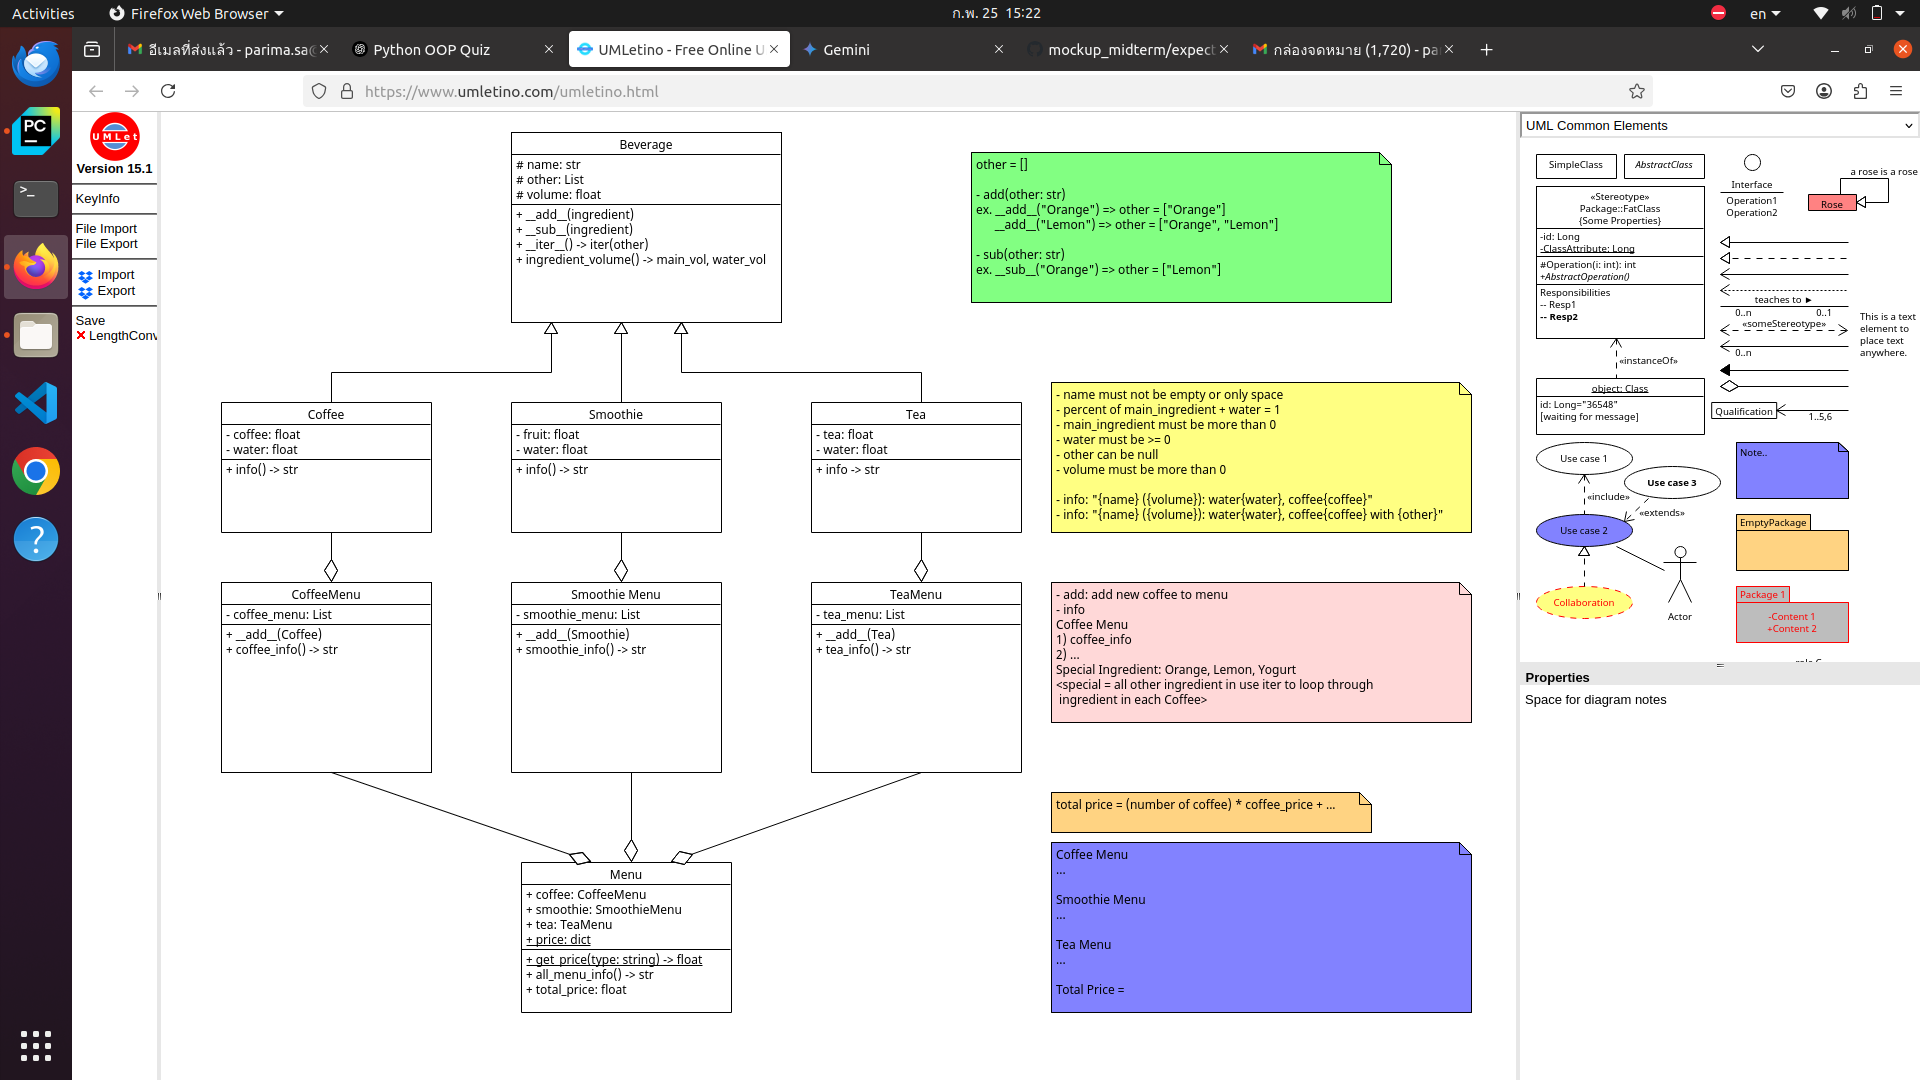 Activities
Firefox Web Browser
ก.พ. 25 15:22
en
อีเมลที่ส่งแล้ว - parima.sa@
Python OOP Quiz
UMLetino - Free Online U
Gemini
mockup_midterm/expect
กล่องจดหมาย (1,720) - pa
https://www.umletino.com/umletino.html
UMLet
Version 15.1
KeyInfo
File Import
File Export
Import
Export
Save
LengthConv
PC
>_
?
Beverage
# name: str
# other: List
# volume: float
+ __add__(ingredient)
+ __sub__(ingredient)
+ __iter__() -> iter(other)
+ ingredient_volume() -> main_vol, water_vol
other = []
- add(other: str)
ex. __add__("Orange") => other = ["Orange"]
__add__("Lemon") => other = ["Orange", "Lemon"]
- sub(other: str)
ex. __sub__("Orange") => other = ["Lemon"]
Coffee
- coffee: float
- water: float
+ info() -> str
Smoothie
- fruit: float
- water: float
+ info() -> str
Tea
- tea: float
- water: float
+ info -> str
- name must not be empty or only space
- percent of main_ingredient + water = 1
- main_ingredient must be more than 0
- water must be >= 0
- other can be null
- volume must be more than 0
- info: "{name} ({volume}): water{water}, coffee{coffee}"
- info: "{name} ({volume}): water{water}, coffee{coffee} with {other}"
CoffeeMenu
- coffee_menu: List
+ __add__(Coffee)
+ coffee_info() -> str
Smoothie Menu
- smoothie_menu: List
+ __add__(Smoothie)
+ smoothie_info() -> str
TeaMenu
- tea_menu: List
+ __add__(Tea)
+ tea_info() -> str
- add: add new coffee to menu
- info
Coffee Menu
1) coffee_info
2) ...
Special Ingredient: Orange, Lemon, Yogurt
<special = all other ingredient in use iter to loop through
ingredient in each Coffee>
total price = (number of coffee) * coffee_price + ...
Menu
+ coffee: CoffeeMenu
+ smoothie: SmoothieMenu
+ tea: TeaMenu
+ price: dict
+ get_price(type: string) -> float
+ all_menu_info() -> str
+ total_price: float
Coffee Menu
...
Smoothie Menu
...
Tea Menu
...
Total Price =
UML Common Elements
SimpleClass
AbstractClass
Interface
Operation1
Operation2
a rose is a rose
Rose
«Stereotype»
Package::FatClass
{Some Properties}
-id: Long
-ClassAttribute: Long
#Operation(i: int): int
+AbstractOperation()
Responsibilities
-- Resp1
-- Resp2
teaches to ►
0..n
0..1
«someStereotype»
0..n
This is a text
element to
place text
anywhere.
«instanceOf»
object: Class
id: Long="36548"
[waiting for message]
Qualification
1..5,6
Use case 1
Use case 3
«include»
«extends»
Use case 2
Collaboration
Actor
Note..
EmptyPackage
Package 1
-Content 1
+Content 2
Properties
Space for diagram notes